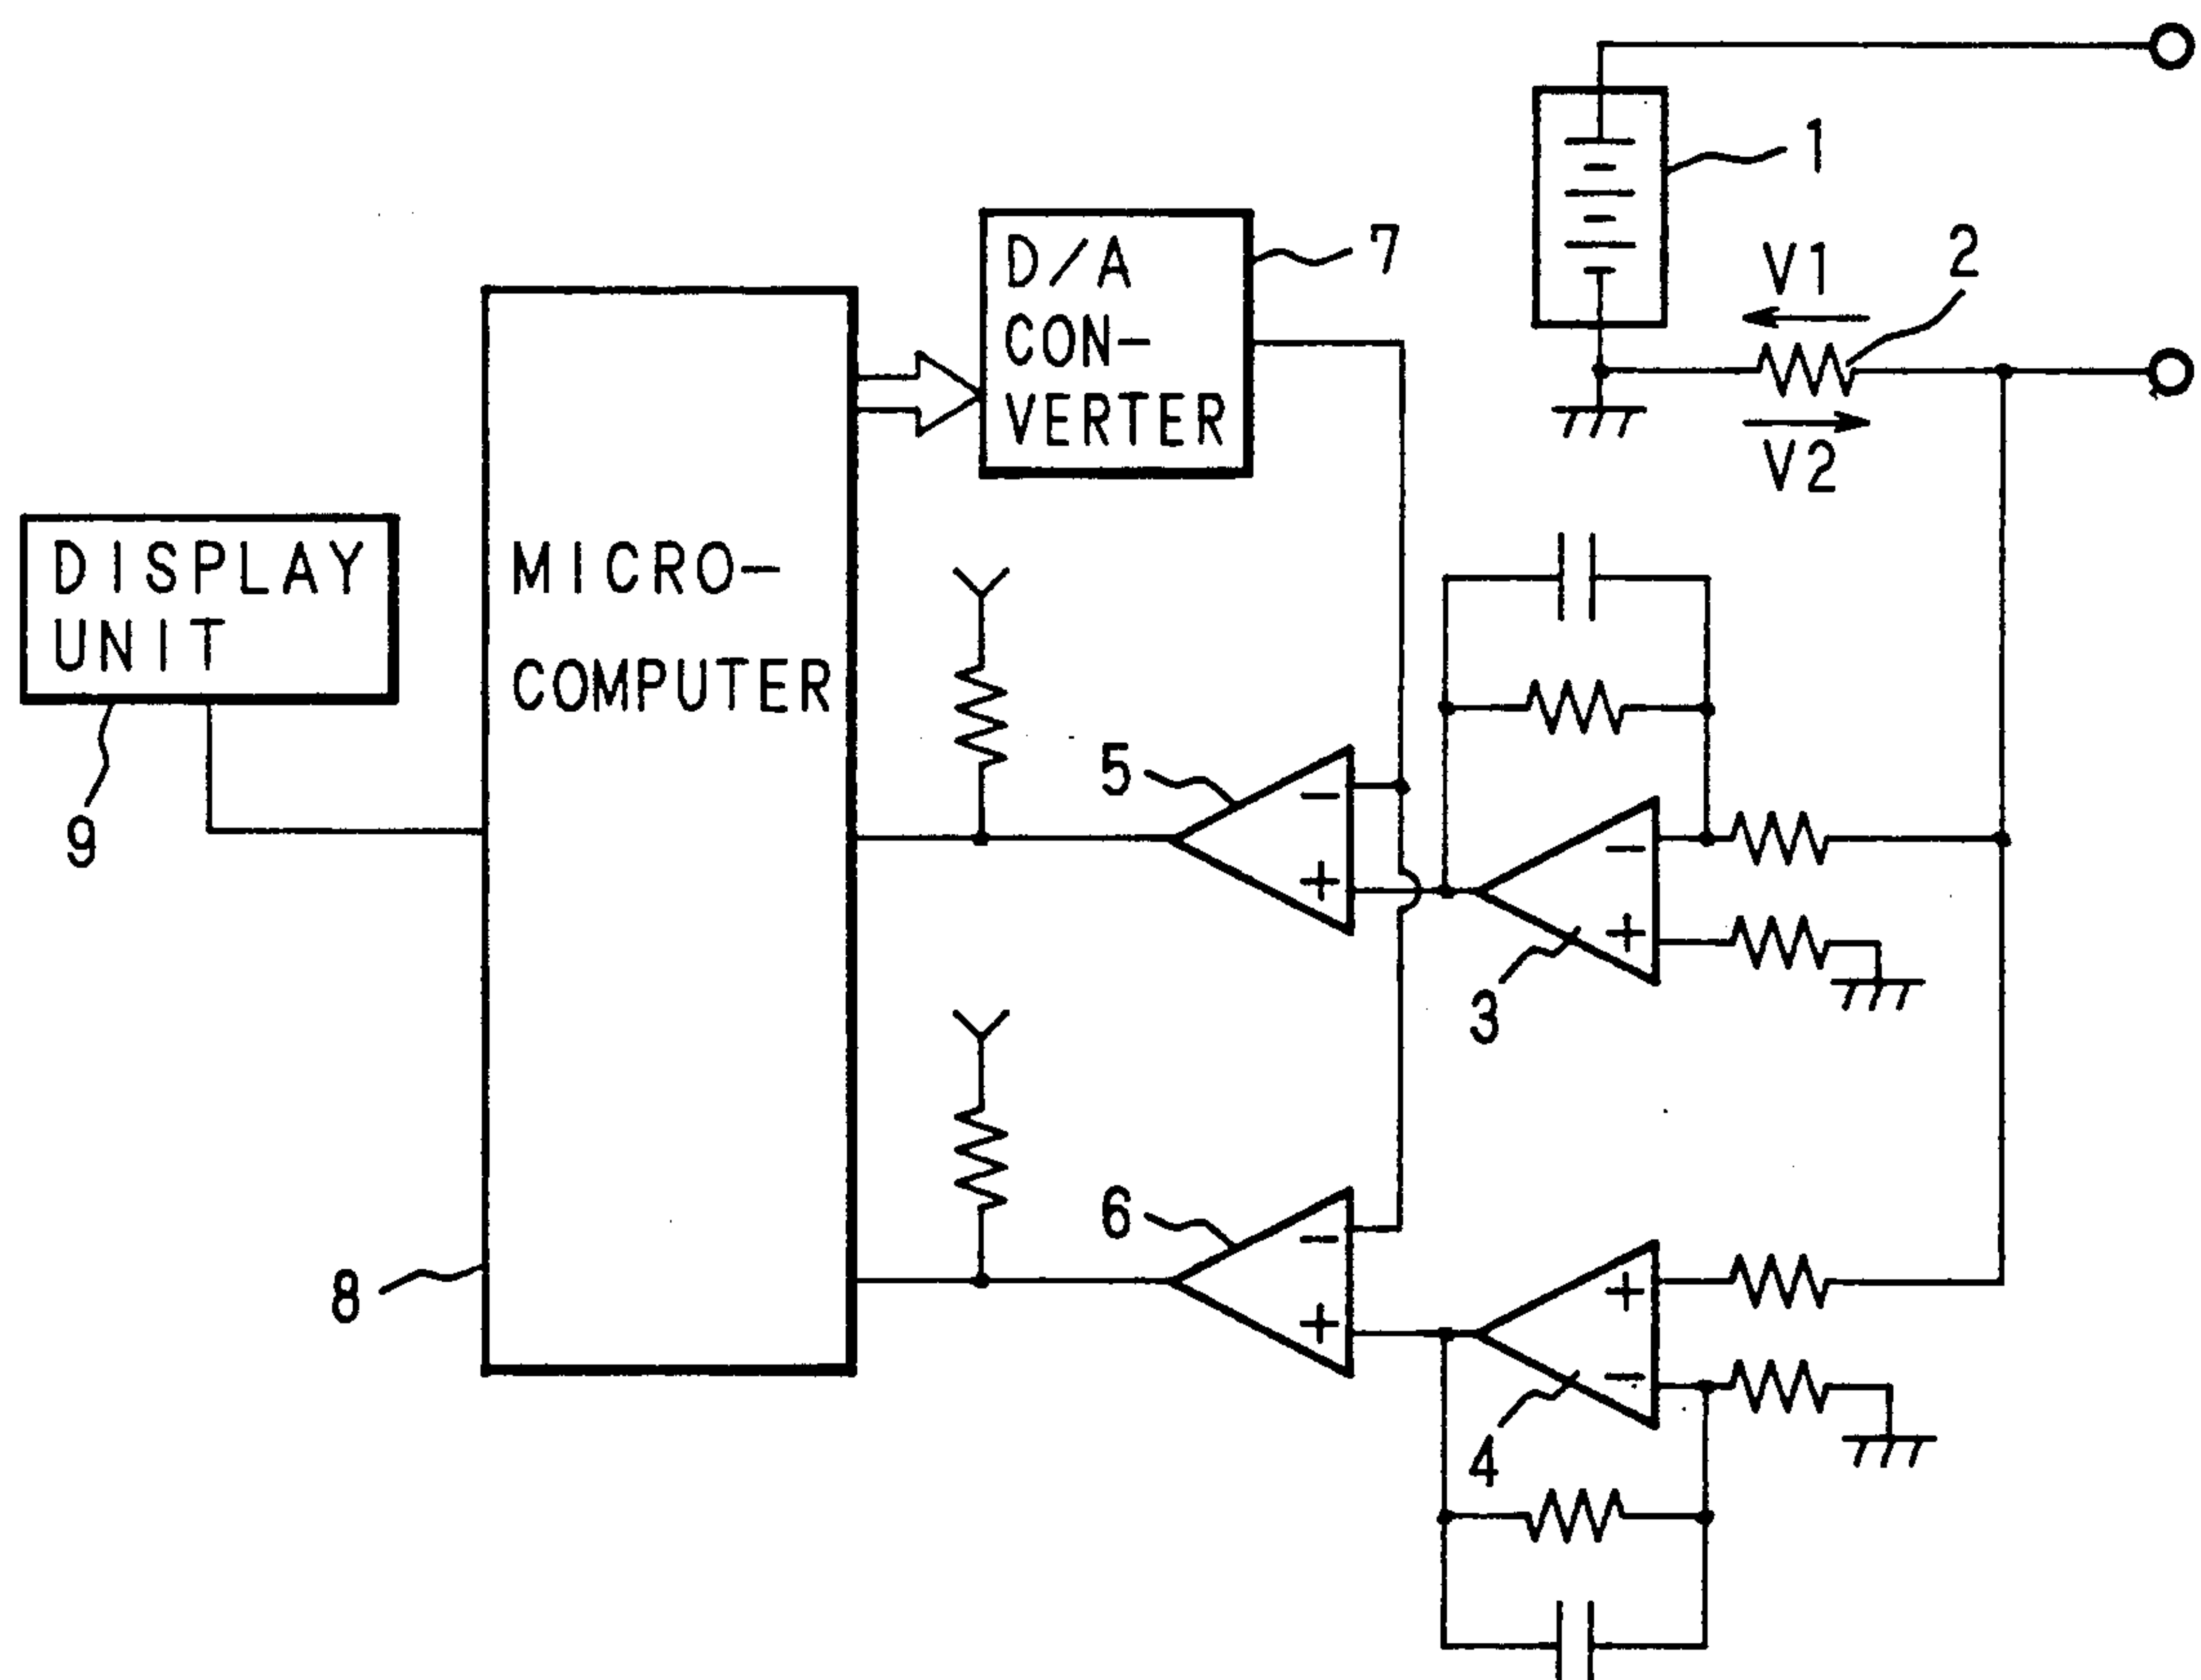 1
D/A
CON-
VERTER
7
V1
2
V2
DISPLAY
UNIT
9
MICRO-
COMPUTER
5
-
+
-
+
3
8
6
-
+
+
-
4